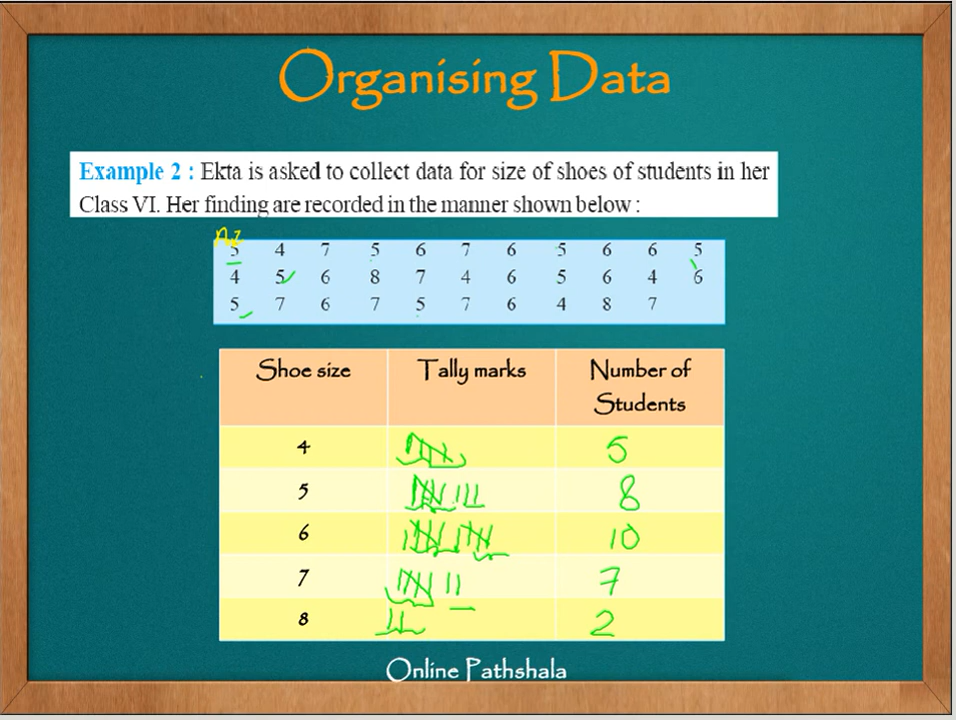 Organising Data
Example 2 : Ekta is asked to collect data for size of shoes of students in her
Class VI. Her finding are recorded in the manner shown below :
5 4 7 5 6 7 6 5 6 6 5
4 5 6 8 7 4 6 5 6 4 6
5 7 6 7 5 7 6 4 8 7
Shoe size Tally marks Number of Students
4 5
5 8
6 10
7 7
8 2
Online Pathshala